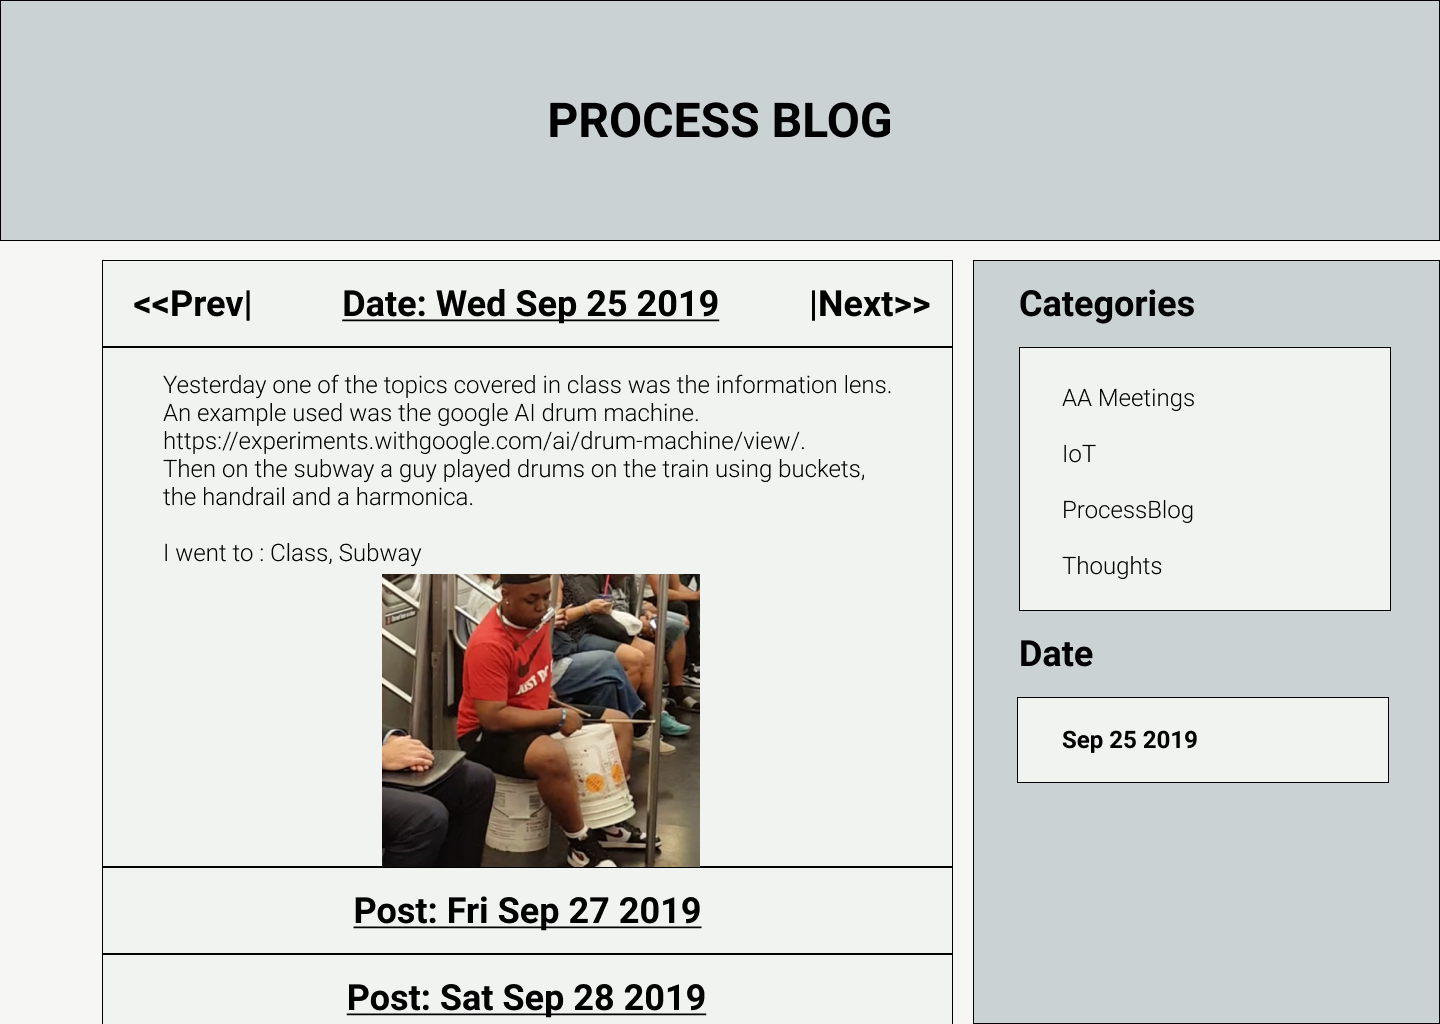 PROCESS BLOG
<<Prev|
Date: Wed Sep 25 2019
|Next>>
Yesterday one of the topics covered in class was the information lens.
An example used was the google AI drum machine.
https://experiments.withgoogle.com/ai/drum-machine/view/.
Then on the subway a guy played drums on the train using buckets,
the handrail and a harmonica.
I went to : Class, Subway
JUST DO
Post: Fri Sep 27 2019
Post: Sat Sep 28 2019
Categories
AA Meetings
IoT
ProcessBlog
Thoughts
Date
Sep 25 2019